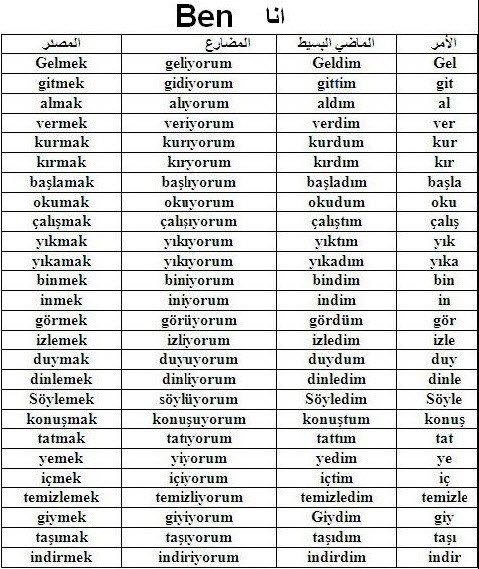 Ben انا
المصدر المضارع الماضي البسيط الأمر
Gelmek geliyorum Geldim Gel
gitmek gidiyorum gittim git
almak alıyorum aldım al
vermek veriyorum verdim ver
kurmak kurıyorum kurdum kur
kırmak kıryorum kırdım kır
başlamak başlıyorum başladım başla
okumak okuyorum okudum oku
çalışmak çalışıyorum çalıştım çalış
yıkmak yıkıyorum yıktım yık
yıkamak yıkıyorum yıkadım yıka
binmek biniyorum bindim bin
inmek iniyorum indim in
görmek görüyorum gördüm gör
izlemek izliyorum izledim izle
duymak duyuyorum duydum duy
dinlemek dinliyorum dinledim dinle
Söylemek söylüyorum Söyledim Söyle
konuşmak konuşuyorum konuştum konuş
tatmak tatıyorum tattım tat
yemek yiyorum yedim ye
içmek içiyorum içtim iç
temizlemek temizliyorum temizledim temizle
giymek giyiyorum Giydim giy
taşımak taşıyorum taşıdım taşı
indirmek indiriyorum indirdim indir